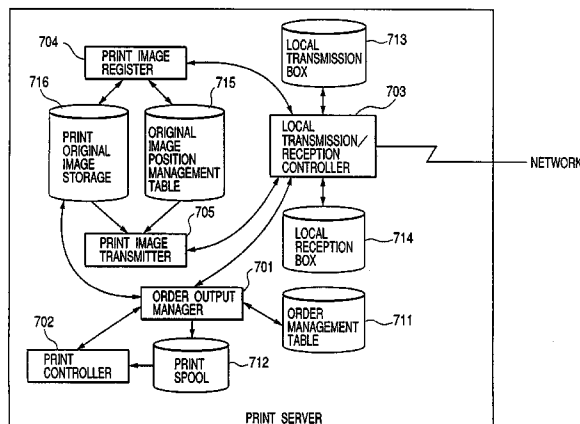 704
PRINT IMAGE
REGISTER
713
LOCAL
TRANSMISSION
BOX
716
715
703
PRINT
ORIGINAL
IMAGE
STORAGE
ORIGINAL
IMAGE
POSITION
MANAGEMENT
TABLE
LOCAL
TRANSMISSION/
RECEPTION
CONTROLLER
NETWORK
705
PRINT IMAGE
TRANSMITTER
LOCAL
RECEPTION
BOX
714
701
ORDER OUTPUT
MANAGER
ORDER
MANAGEMENT
TABLE
711
702
PRINT
CONTROLLER
PRINT
SPOOL
712
PRINT SERVER